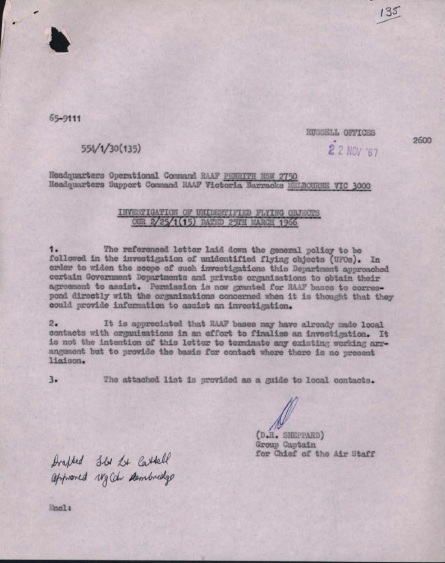 135
65-9111
RUSSELL OFFICES
2600
554/1/30(135)
22 NOV '67
Headquarters Operational Command RAAF PENRITH NSW 2750
Headquarters Support Command RAAF Victoria Barracks MELBOURNE VIC 3000
INVESTIGATION OF UNIDENTIFIED FLYING OBJECTS
OUR 2/25/1(15) DATED 25TH MARCH 1966
1. The referenced letter laid down the general policy to be
followed in the investigation of unidentified flying objects (UFOs). In
order to widen the scope of such investigations this Department approached
certain Government Departments and private organisations to obtain their
agreement to assist. Permission is now granted for RAAF bases to corres-
pond directly with the organisations concerned when it is thought that they
could provide information to assist an investigation.
2. It is appreciated that RAAF bases may have already made local
contacts with organisations in an effort to finalise an investigation. It
is not the intention of this letter to terminate any existing working arr-
angement but to provide the basis for contact where there is no present
liaison.
3. The attached list is provided as a guide to local contacts.
(D.H. SHEPPARD)
Group Captain
for Chief of the Air Staff
Drafted Flt Lt
Approved Wg Cdr
Encl: